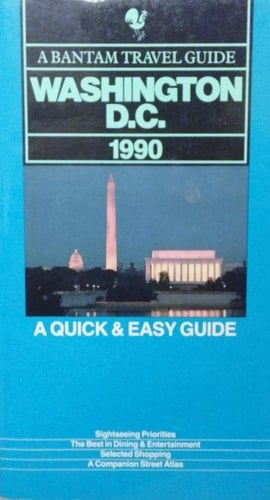 A BANTAM TRAVEL GUIDE
WASHINGTON
D.C.
1990
A QUICK & EASY GUIDE
Sightseeing Priorities
The Best in Dining & Entertainment
Selected Shopping
A Companion Street Atlas